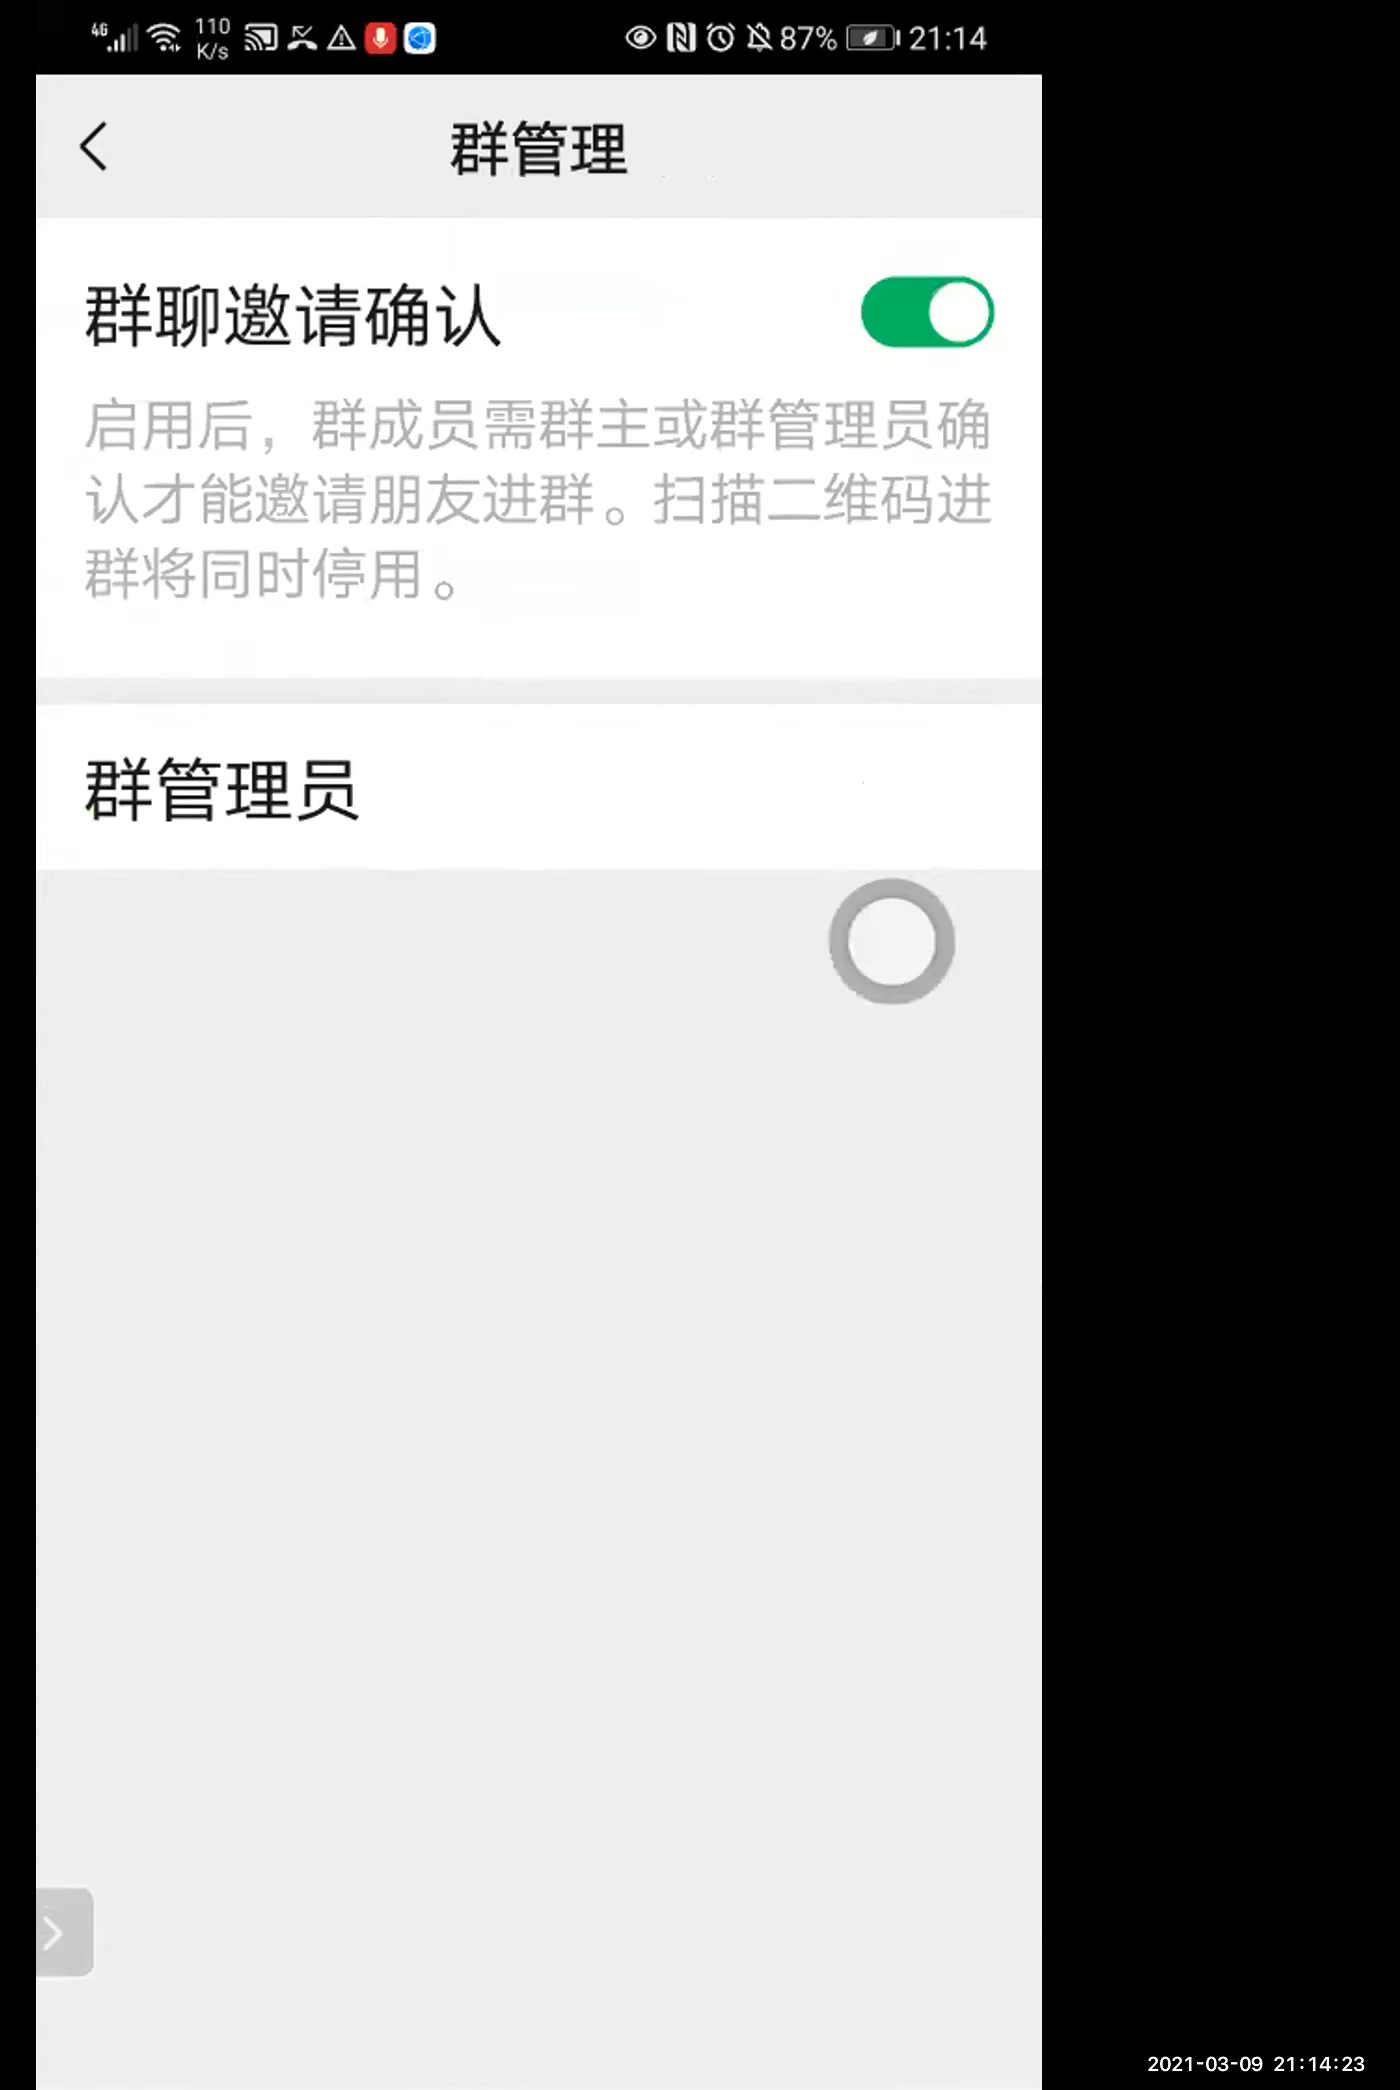 4G 110 K/s 87% 21:14
群管理
群聊邀请确认
启用后，群成员需群主或群管理员确
认才能邀请朋友进群。扫描二维码进
群将同时停用。
群管理员
2021-03-09 21:14:23